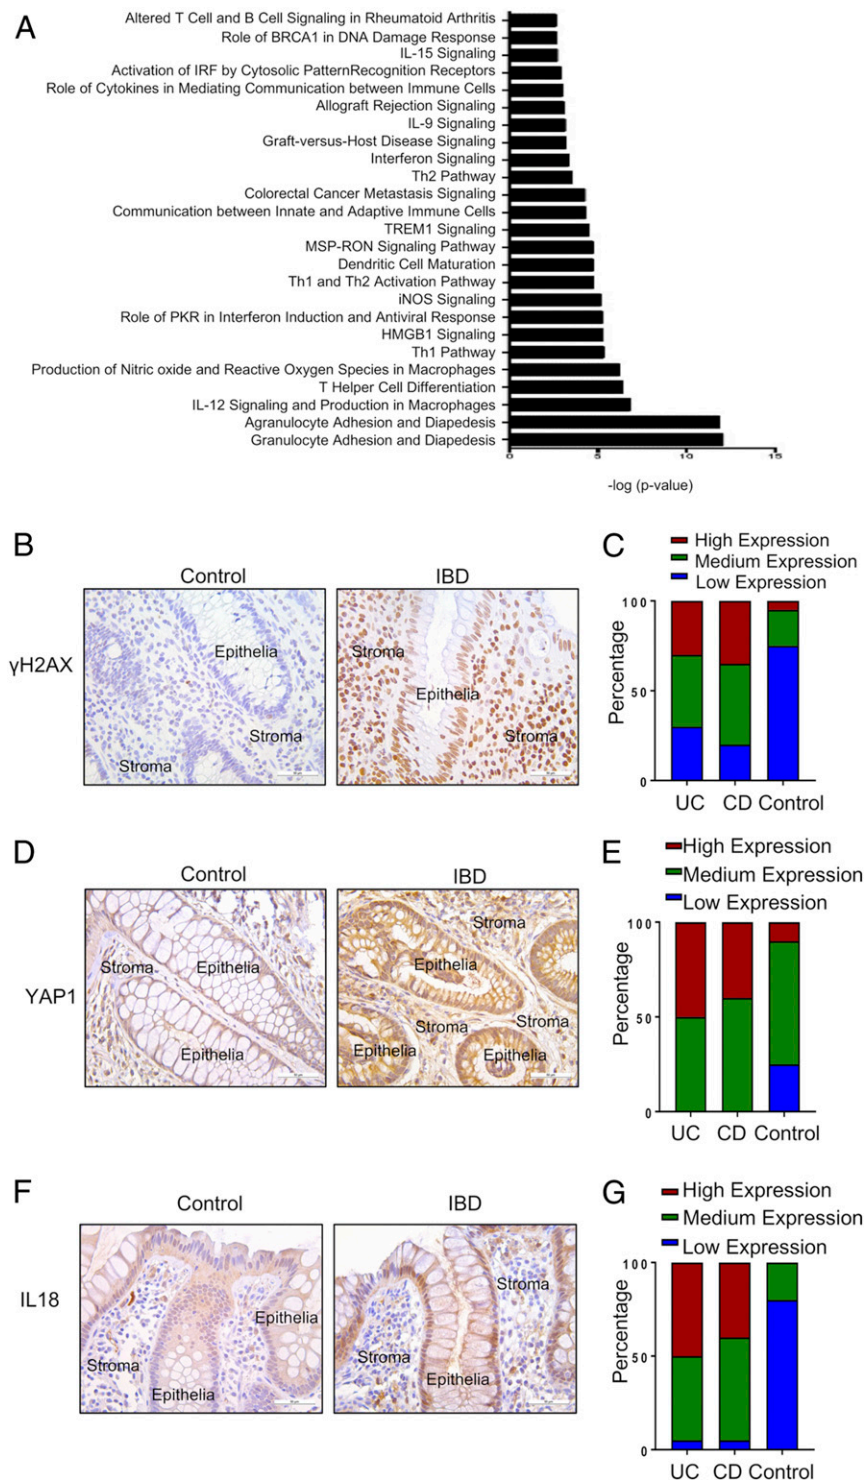 A
Altered T Cell and B Cell Signaling in Rheumatoid Arthritis
Role of BRCA1 in DNA Damage Response
IL-15 Signaling
Activation of IRF by Cytosolic PatternRecognition Receptors
Role of Cytokines in Mediating Communication between Immune Cells
Allograft Rejection Signaling
IL-9 Signaling
Graft-versus-Host Disease Signaling
Interferon Signaling
Th2 Pathway
Colorectal Cancer Metastasis Signaling
Communication between Innate and Adaptive Immune Cells
TREM1 Signaling
MSP-RON Signaling Pathway
Dendritic Cell Maturation
Th1 and Th2 Activation Pathway
iNOS Signaling
Role of PKR in Interferon Induction and Antiviral Response
HMGB1 Signaling
Th1 Pathway
Production of Nitric oxide and Reactive Oxygen Species in Macrophages
T Helper Cell Differentiation
IL-12 Signaling and Production in Macrophages
Agranulocyte Adhesion and Diapedesis
Granulocyte Adhesion and Diapedesis
0 5 10 15
-log (p-value)
B
Control
IBD
γH2AX
Epithelia
Stroma
Stroma
Stroma
Epithelia
Stroma
C
High Expression
Medium Expression
Low Expression
Percentage
100
50
0
UC CD Control
D
Control
IBD
YAP1
Stroma
Epithelia
Epithelia
Stroma
Epithelia
Stroma
Stroma
Epithelia
Epithelia
E
High Expression
Medium Expression
Low Expression
Percentage
100
50
0
UC CD Control
F
Control
IBD
IL18
Epithelia
Stroma
Epithelia
Stroma
Stroma
Epithelia
G
High Expression
Medium Expression
Low Expression
Percentage
100
50
0
UC CD Control